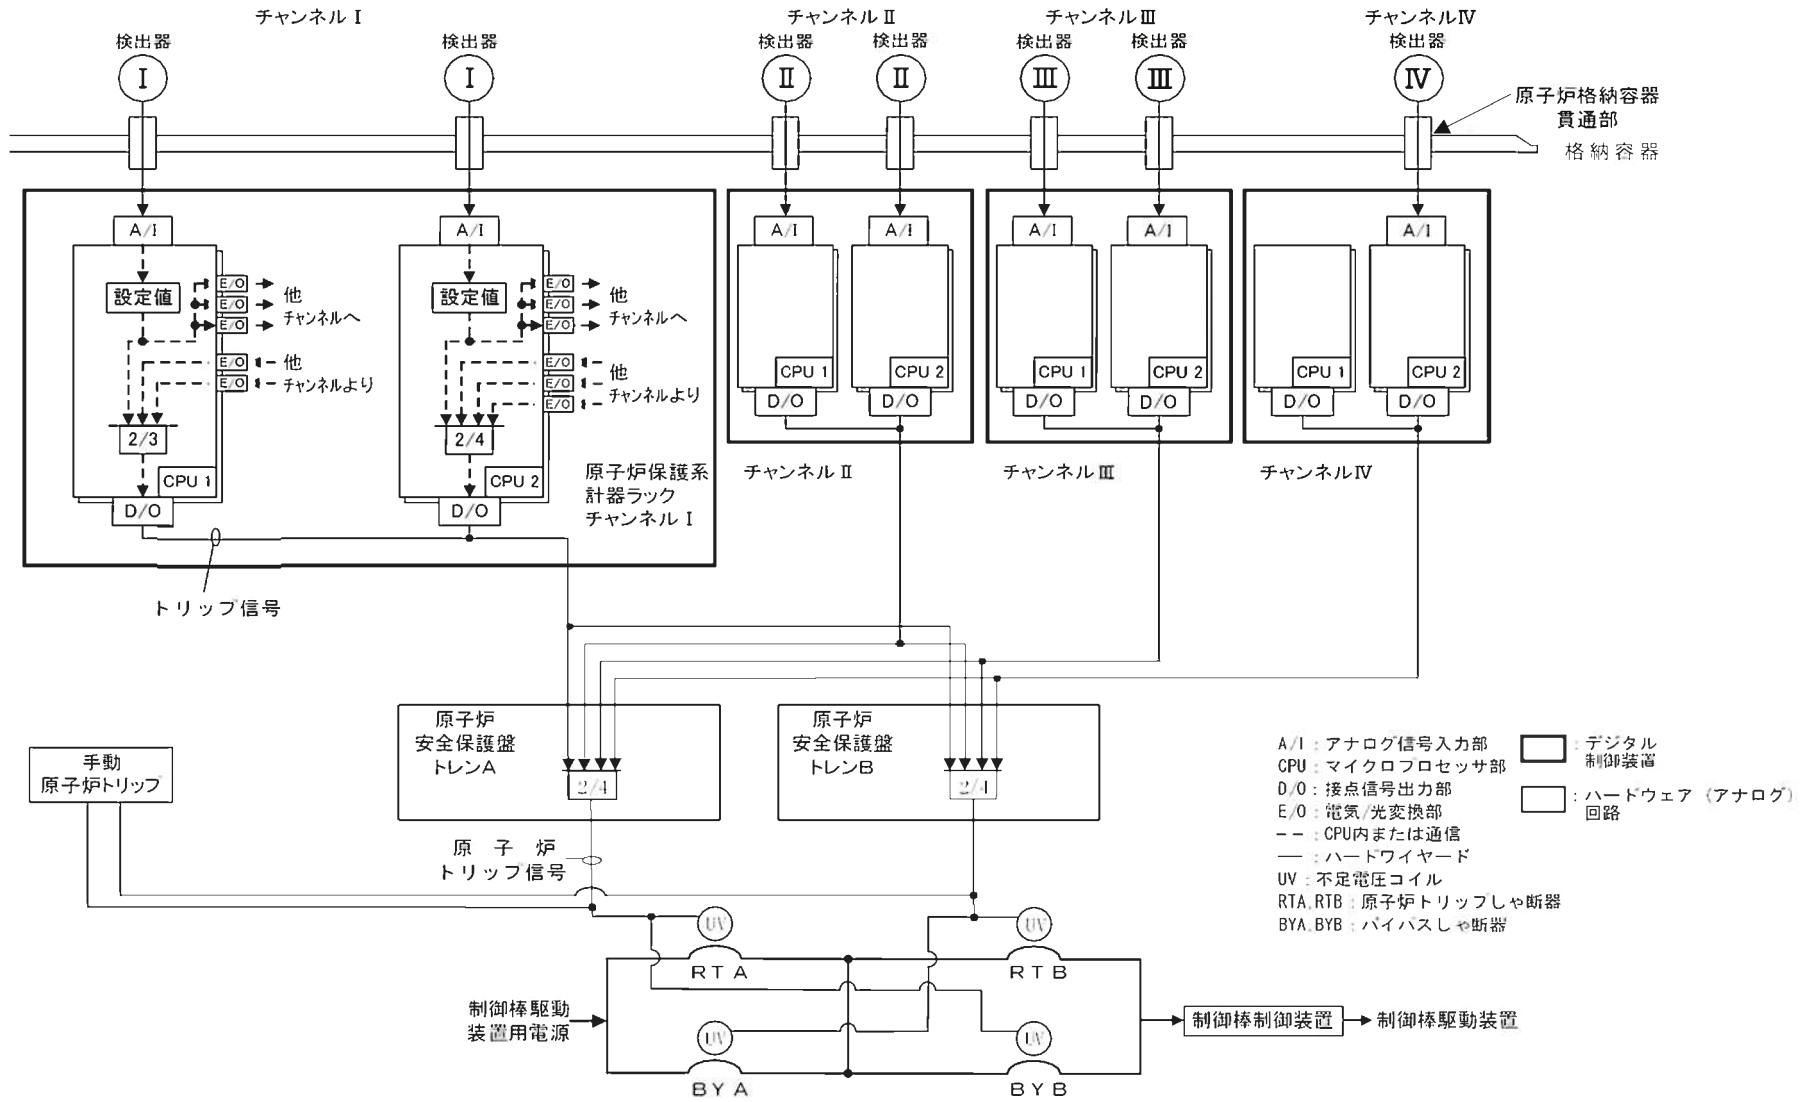 チャンネルⅠ
チャンネルⅡ
チャンネルⅢ
チャンネルⅣ
検出器
検出器
検出器
検出器
検出器
検出器
検出器
Ⅰ
Ⅰ
Ⅱ
Ⅱ
Ⅲ
Ⅲ
Ⅳ
原子炉格納容器
貫通部
格納容器
A/I
設定値
E/O
E/O
E/O
他
チャンネルへ
E/O
E/O
他
チャンネルより
2/3
CPU 1
D/O
A/I
設定値
E/O
E/O
E/O
他
チャンネルへ
E/O
E/O
E/O
他
チャンネルより
2/4
CPU 2
D/O
原子炉保護系
計器ラック
チャンネルⅠ
トリップ信号
A/I
CPU 1
D/O
A/I
CPU 2
D/O
チャンネルⅡ
A/I
CPU 1
D/O
A/I
CPU 2
D/O
チャンネルⅢ
CPU 1
D/O
A/I
CPU 2
D/O
チャンネルⅣ
原子炉
安全保護盤
トレンA
2/4
原子炉
安全保護盤
トレンB
2/4
手動
原子炉トリップ
原子炉
トリップ信号
UV
RTA
UV
RTB
制御棒駆動
装置用電源
UV
BYA
UV
BYB
制御棒制御装置
制御棒駆動装置
A/I：アナログ信号入力部
CPU：マイクロプロセッサ部
D/O：接点信号出力部
E/O：電気/光変換部
--：CPU内または通信
―：ハードワイヤード
UV：不足電圧コイル
RTA,RTB：原子炉トリップしゃ断器
BYA,BYB：バイパスしゃ断器
：デジタル
制御装置
：ハードウェア（アナログ）
回路